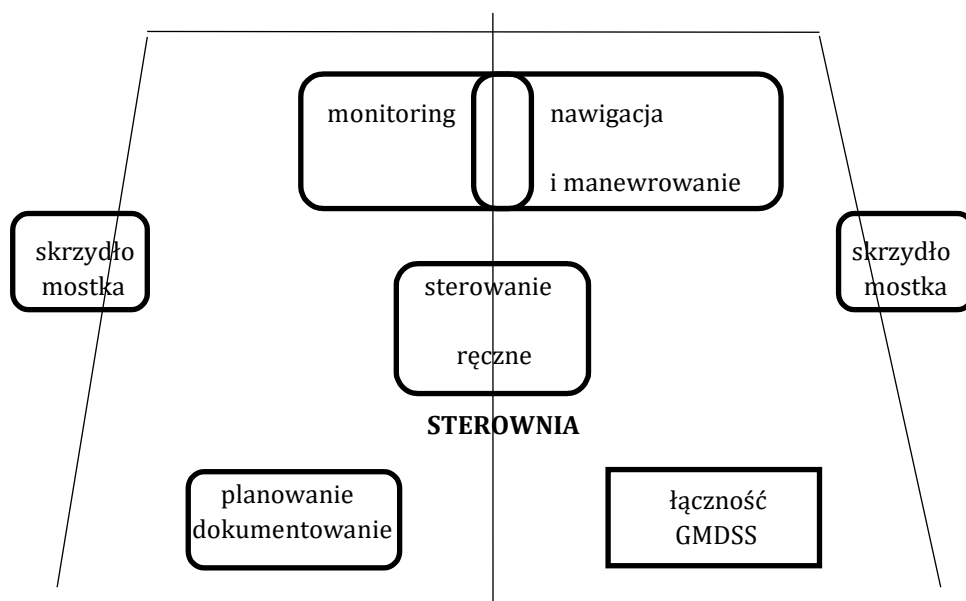 monitoring
nawigacja
i manewrowanie
skrzydło
mostka
skrzydło
mostka
sterowanie
ręczne
STEROWNIA
planowanie
dokumentowanie
łączność
GMDSS